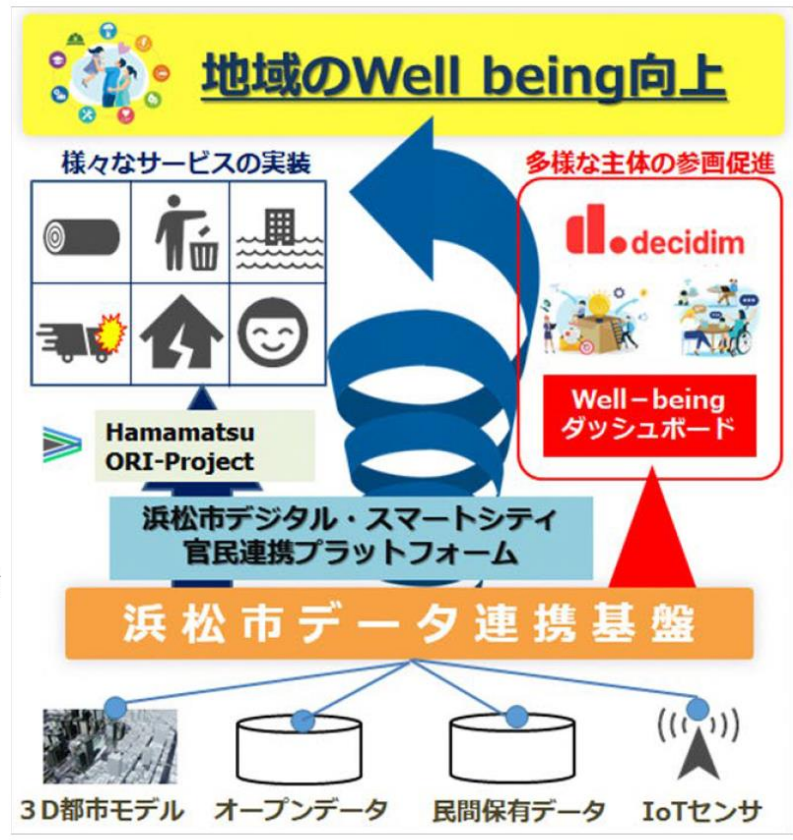 地域のWell being向上
様々なサービスの実装
多様な主体の参画促進
decidim
Well－being
ダッシュボード
Hamamatsu
ORI-Project
浜松市デジタル・スマートシティ
官民連携プラットフォーム
浜松市データ連携基盤
3D都市モデル
オープンデータ
民間保有データ
IoTセンサ